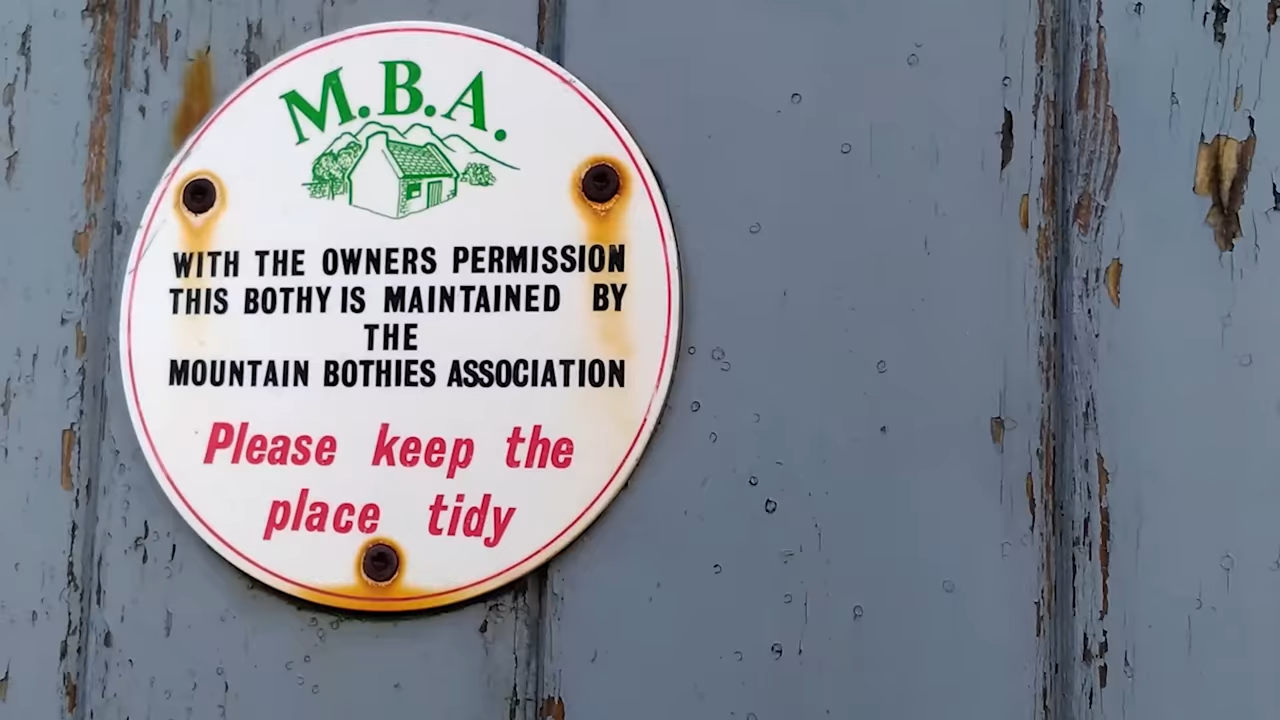 M.B.A.
WITH THE OWNERS PERMISSION
THIS BOTHY IS MAINTAINED BY
THE
MOUNTAIN BOTHIES ASSOCIATION
Please keep the
place tidy